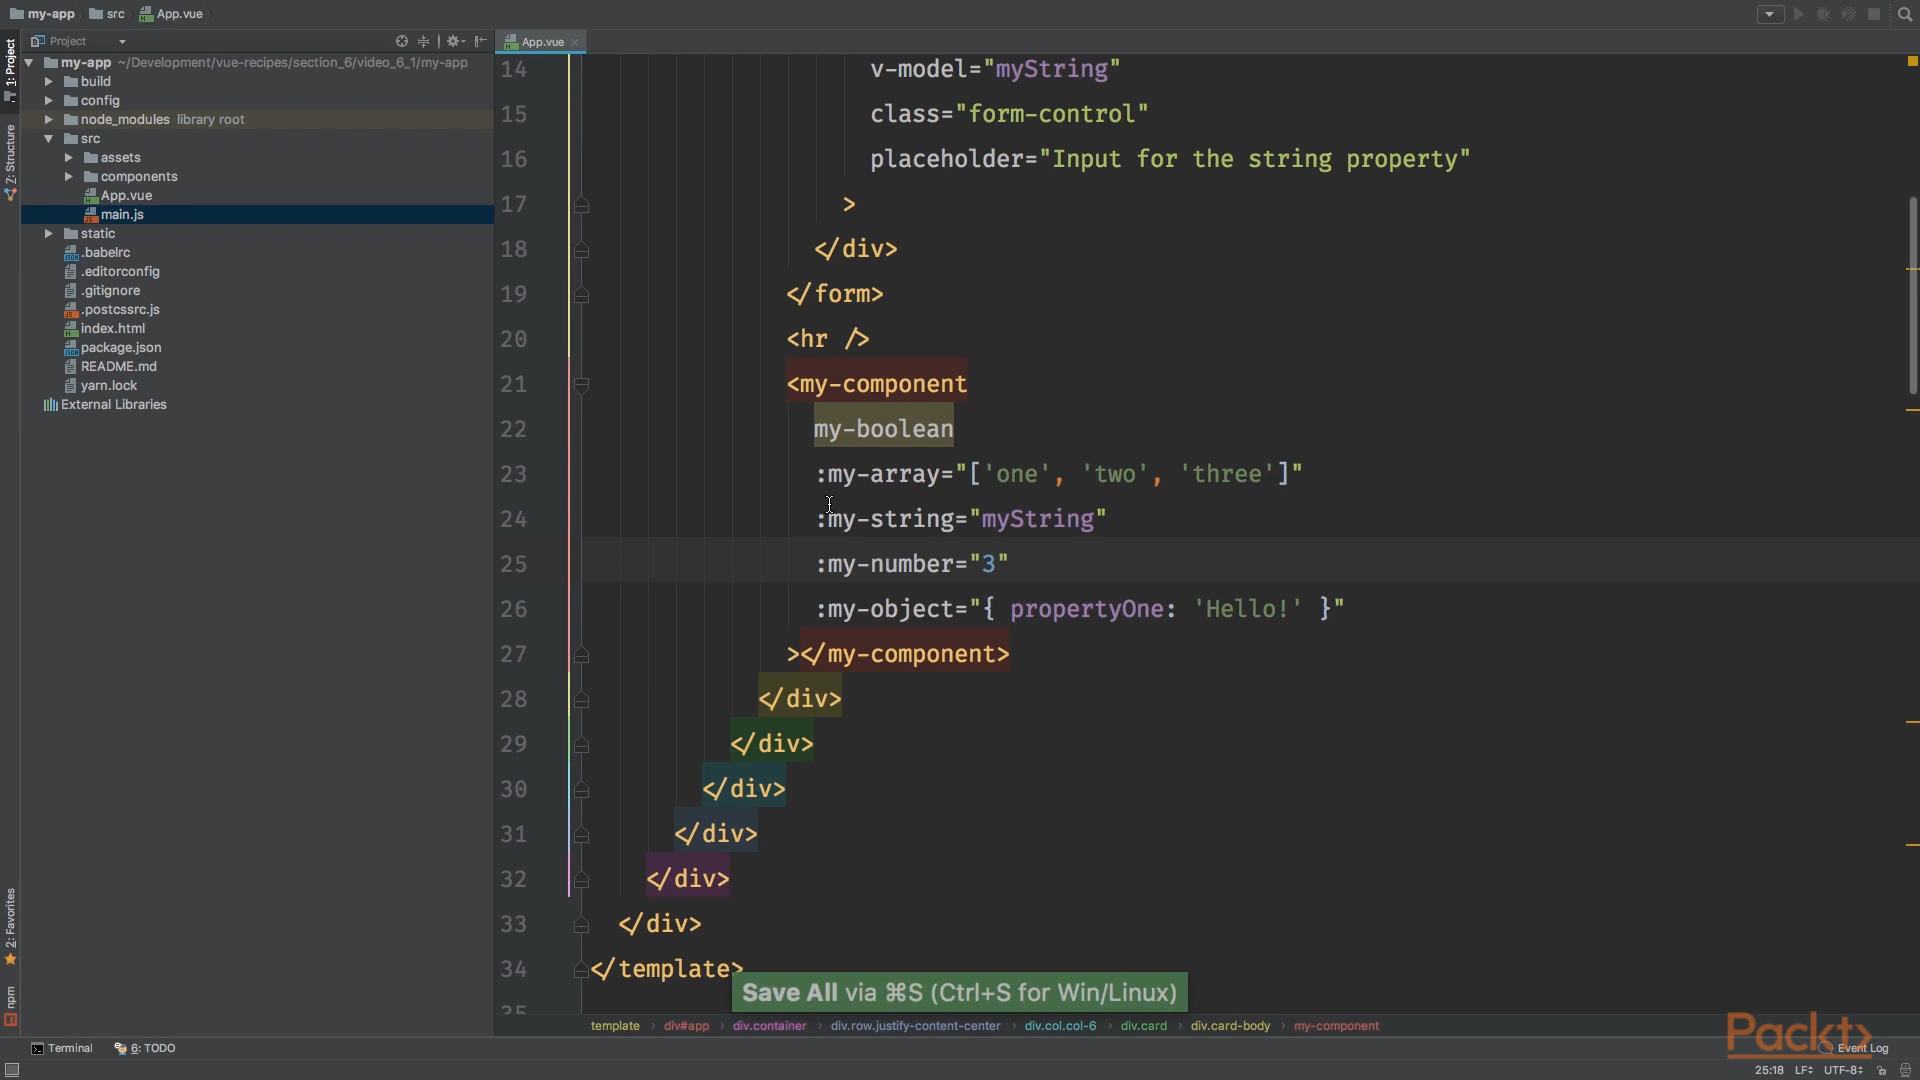 my-app src App.vue
Project
App.vue
1: Project
7: Structure
2: Favorites
npm
my-app ~/Development/vue-recipes/section_6/video_6_1/my-app
build
config
node_modules library root
src
assets
components
App.vue
main.js
static
.babelrc
.editorconfig
.gitignore
.postcssrc.js
index.html
package.json
README.md
yarn.lock
External Libraries
14 v-model="myString"
15 class="form-control"
16 placeholder="Input for the string property"
17 >
18 </div>
19 </form>
20 <hr />
21 <my-component
22 my-boolean
23 :my-array="['one', 'two', 'three']"
24 :my-string="myString"
25 :my-number="3"
26 :my-object="{ propertyOne: 'Hello!' }"
27 ></my-component>
28 </div>
29 </div>
30 </div>
31 </div>
32 </div>
33 </div>
34 </template>
35
Save All via ⌘S (Ctrl+S for Win/Linux)
template › div#app › div.container › div.row.justify-content-center › div.col.col-6 › div.card › div.card-body › my-component
Packt>
Terminal 6: TODO Event Log
25:18 LF UTF-8